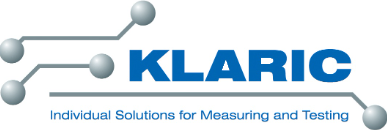 KLARIC
Individual Solutions for Measuring and Testing